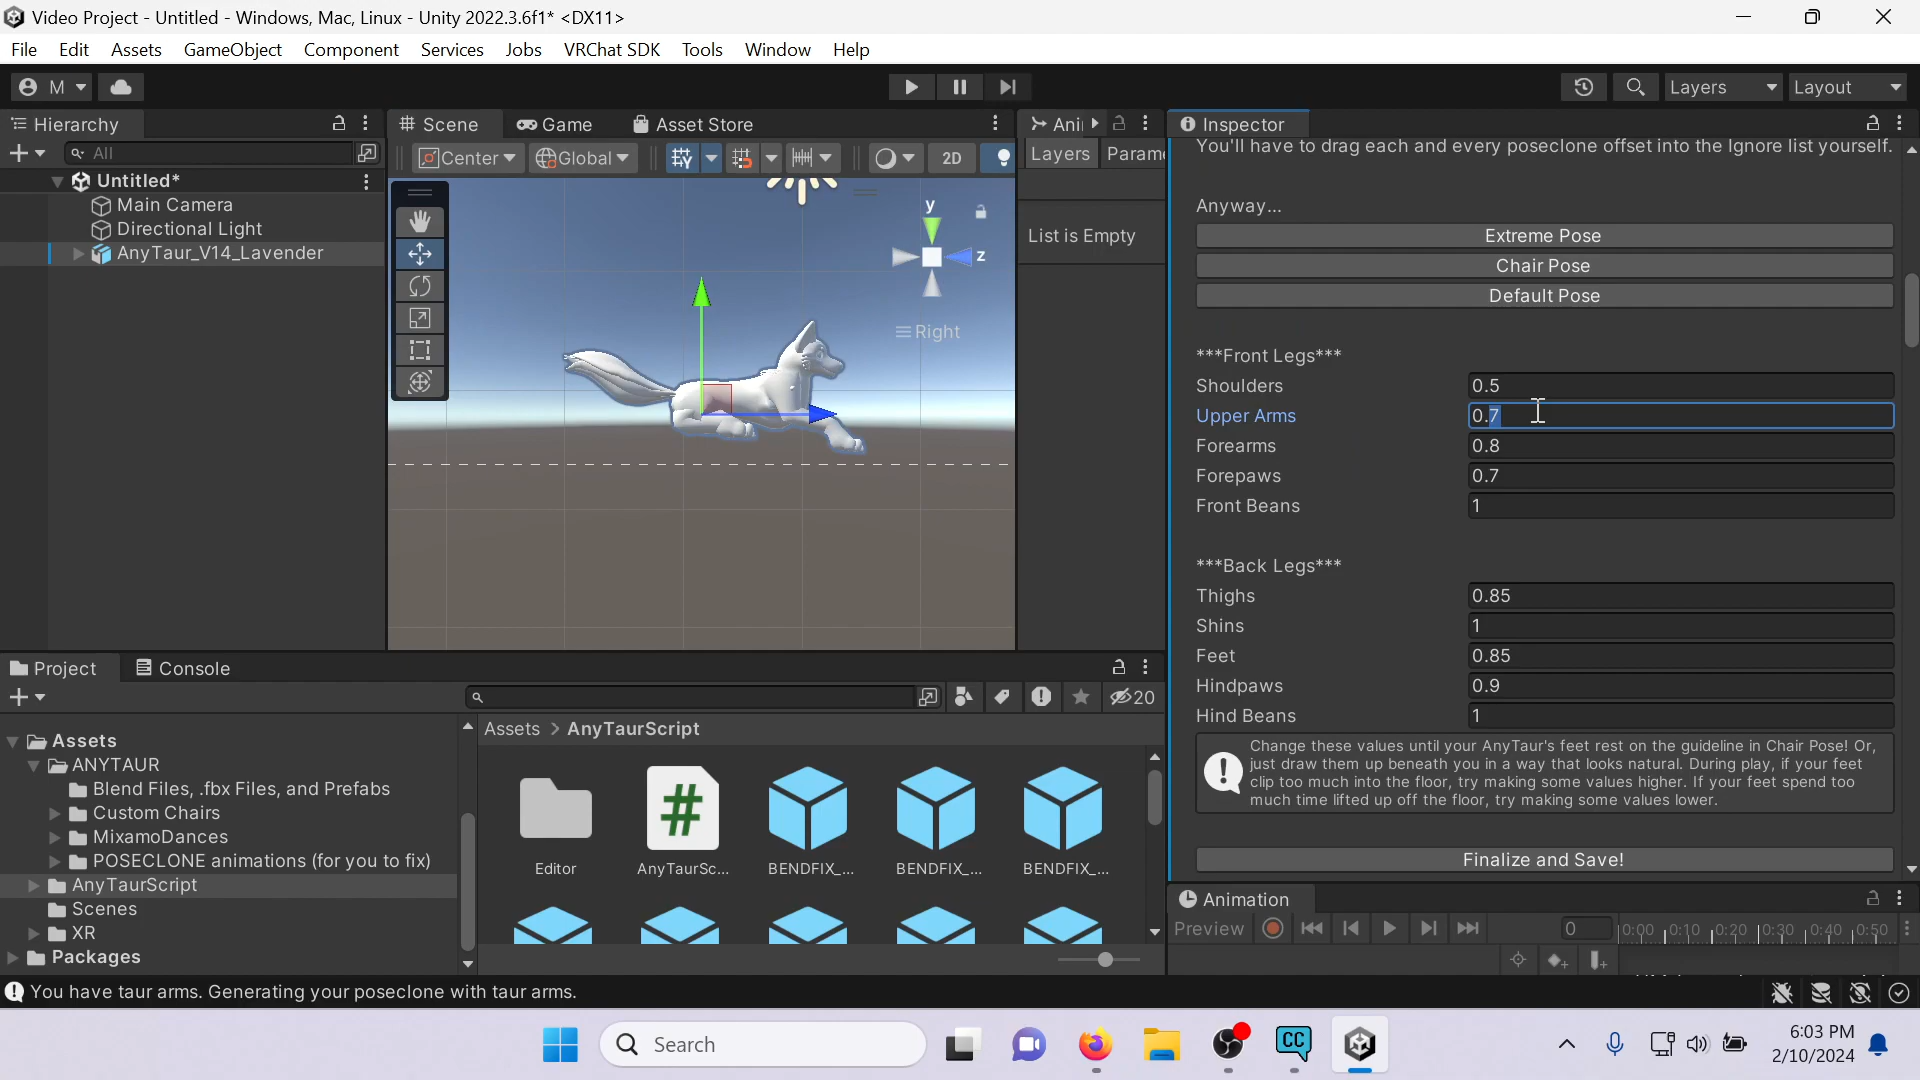 Video Project - Untitled - Windows, Mac, Linux - Unity 2022.3.6f1* <DX11>
File Edit Assets GameObject Component Services Jobs VRChat SDK Tools Window Help
M Layers Layout
Hierarchy Scene Game Asset Store Ani Inspector
All Center Global 2D Layers Param
You'll have to drag each and every poseclone offset into the Ignore list yourself.
Untitled*
Main Camera
Directional Light
AnyTaur_V14_Lavender
y
z
Right
List is Empty
Anyway...
Extreme Pose
Chair Pose
Default Pose
***Front Legs***
Shoulders 0.5
Upper Arms 0.7
Forearms 0.8
Forepaws 0.7
Front Beans 1
***Back Legs***
Thighs 0.85
Shins 1
Feet 0.85
Hindpaws 0.9
Hind Beans 1
Change these values until your AnyTaur's feet rest on the guideline in Chair Pose! Or,
just draw them up beneath you in a way that looks natural. During play, if your feet
clip too much into the floor, try making some values higher. If your feet spend too
much time lifted up off the floor, try making some values lower.
Finalize and Save!
Project Console
20
Assets
ANYTAUR
Blend Files, .fbx Files, and Prefabs
Custom Chairs
MixamoDances
POSECLONE animations (for you to fix)
AnyTaurScript
Scenes
XR
Packages
Assets > AnyTaurScript
Editor AnyTaurSc... BENDFIX_... BENDFIX_... BENDFIX_...
Animation
Preview 0 0:00 0:10 0:20 0:30 0:40 0:50
You have taur arms. Generating your poseclone with taur arms.
Search
CC
6:03 PM
2/10/2024